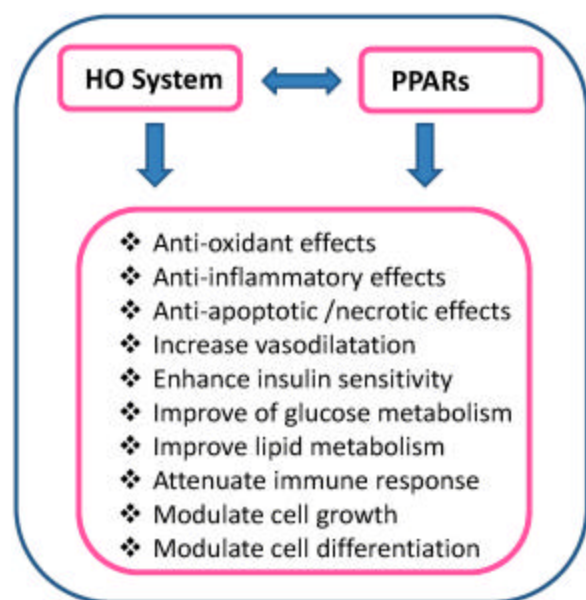 HO System
PPARs
❖ Anti-oxidant effects
❖ Anti-inflammatory effects
❖ Anti-apoptotic /necrotic effects
❖ Increase vasodilatation
❖ Enhance insulin sensitivity
❖ Improve of glucose metabolism
❖ Improve lipid metabolism
❖ Attenuate immune response
❖ Modulate cell growth
❖ Modulate cell differentiation